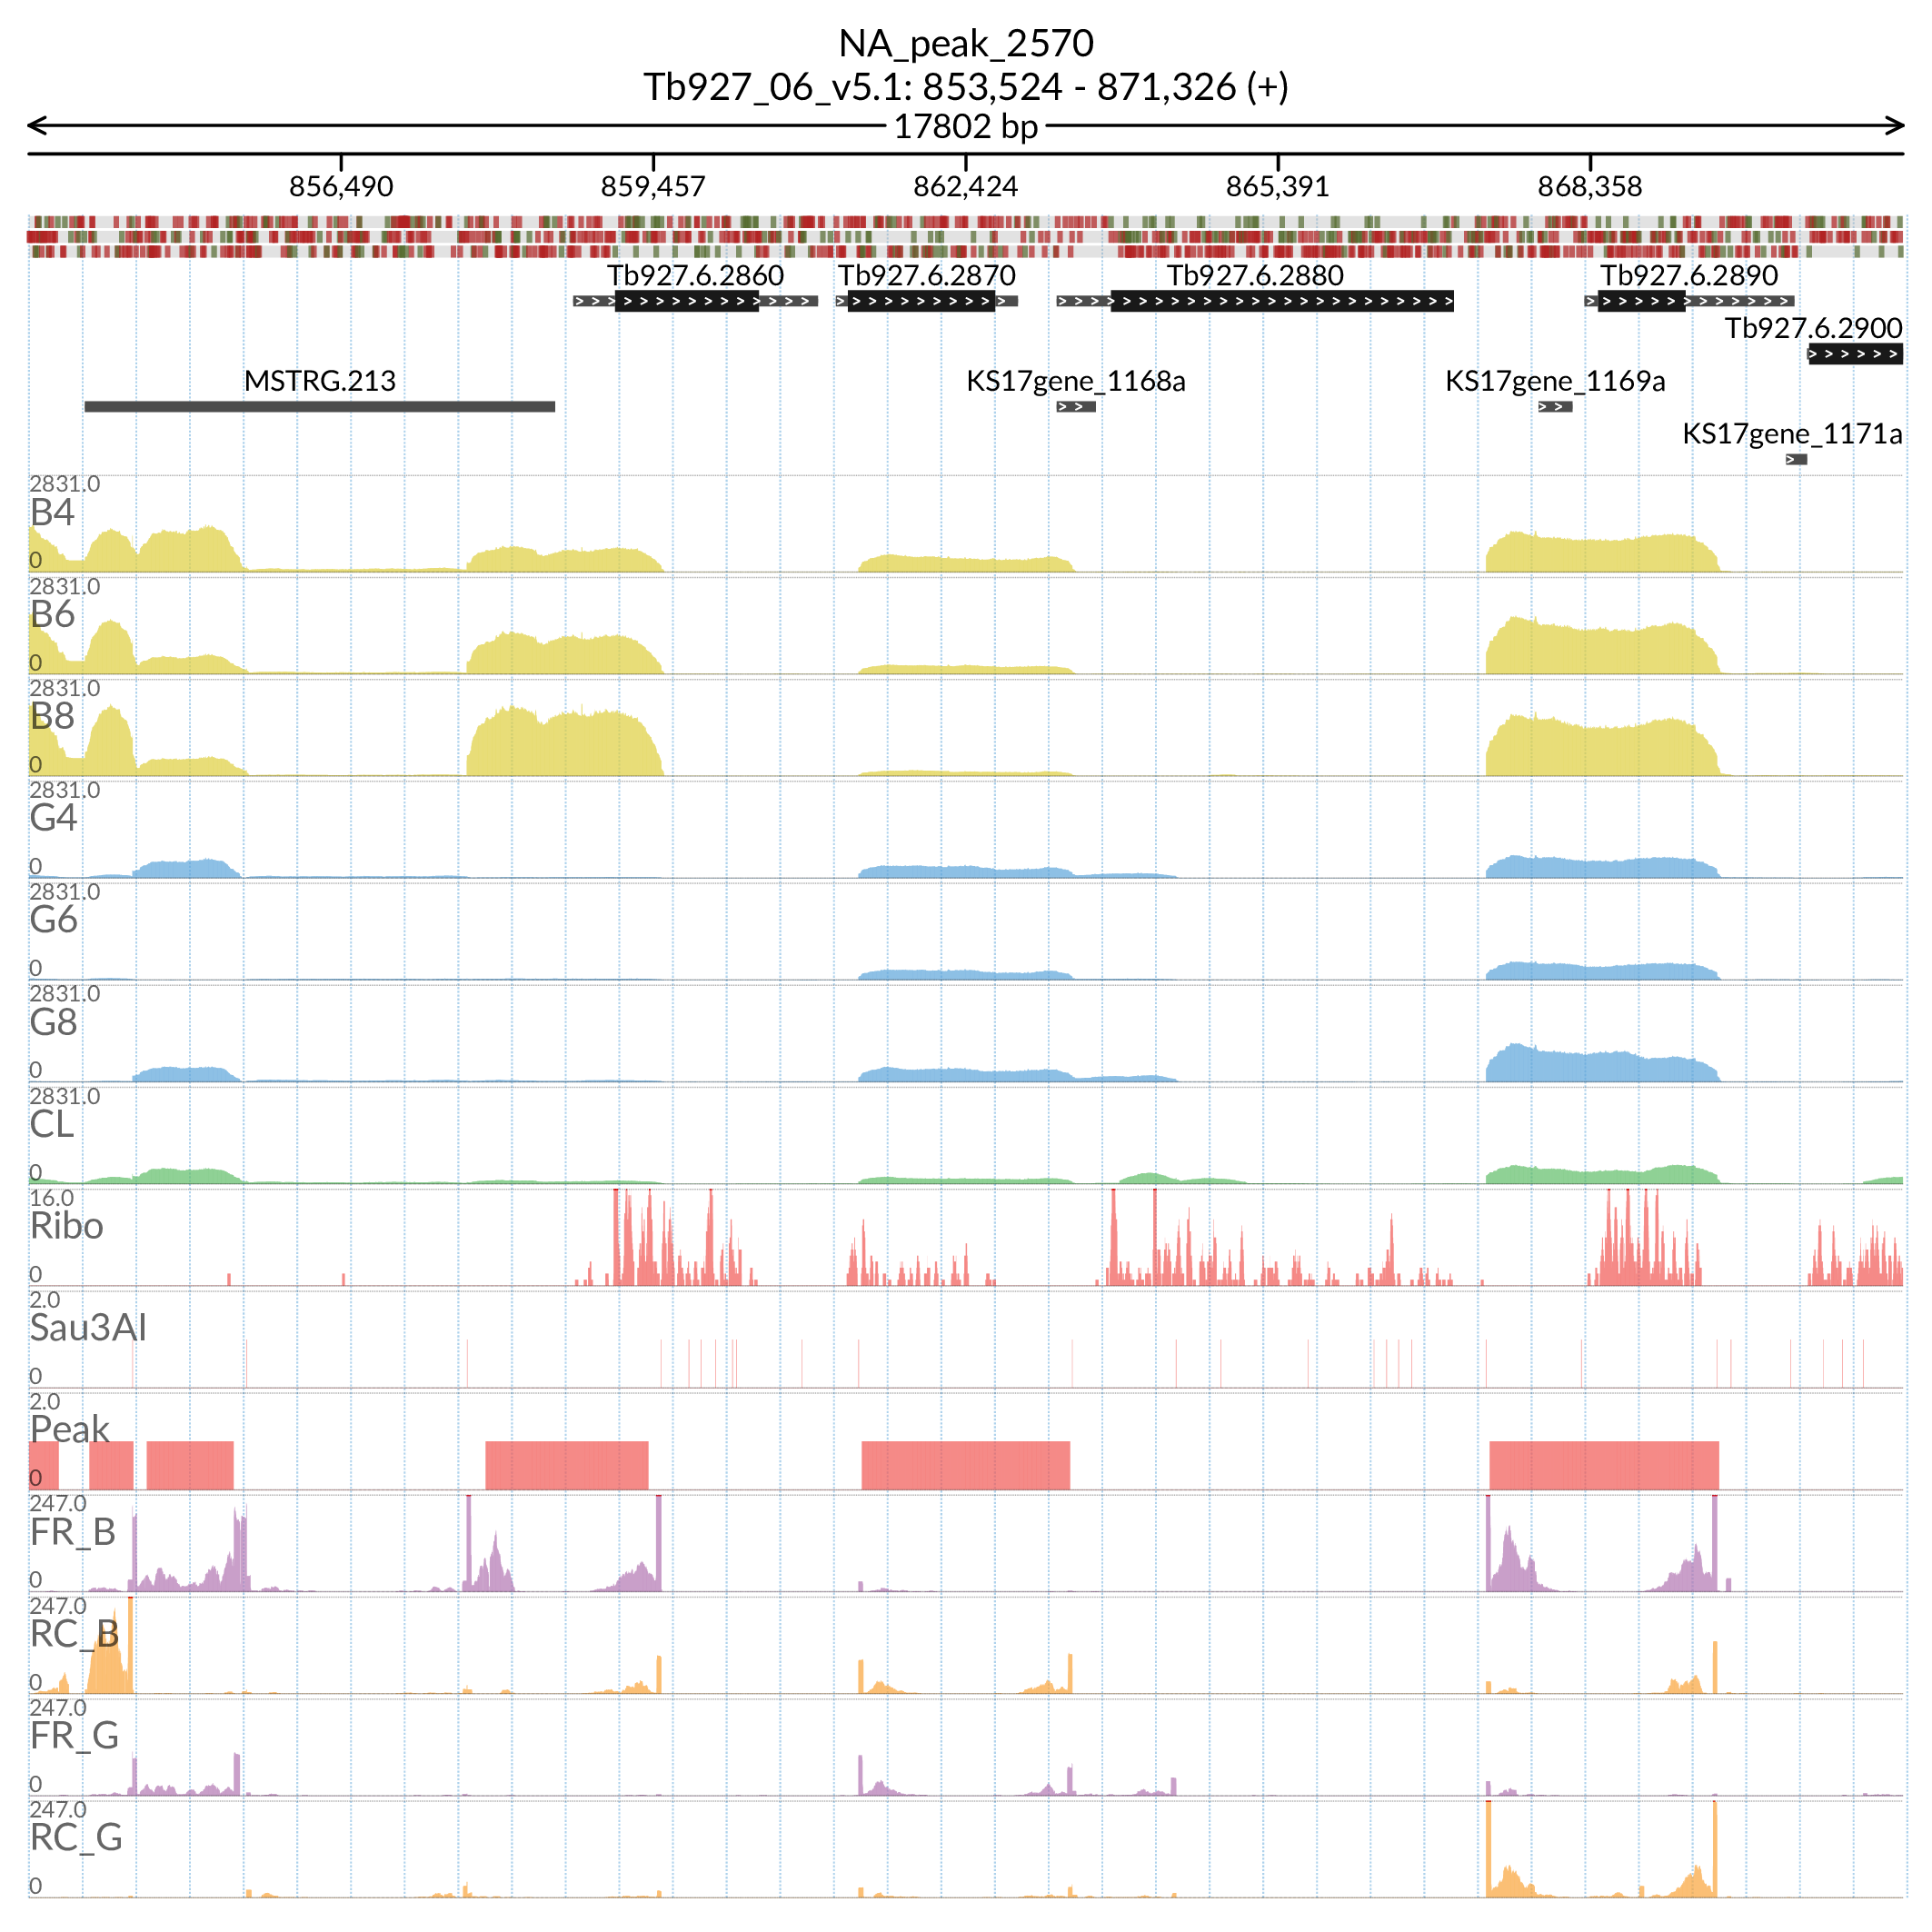 NA_peak_2570
Tb927_06_v5.1: 853,524 - 871,326 (+)
17802 bp
856,490 859,457 862,424 865,391 868,358
Tb927.6.2860 Tb927.6.2870 Tb927.6.2880 Tb927.6.2890
Tb927.6.2900
MSTRG.213 KS17gene_1168a KS17gene_1169a
KS17gene_1171a
2831.0
B4
0
2831.0
B6
0
2831.0
B8
0
2831.0
G4
0
2831.0
G6
0
2831.0
G8
0
2831.0
CL
0
16.0
Ribo
0
2.0
Sau3AI
0
2.0
Peak
0
247.0
FR_B
0
247.0
RC_B
0
247.0
FR_G
0
247.0
RC_G
0